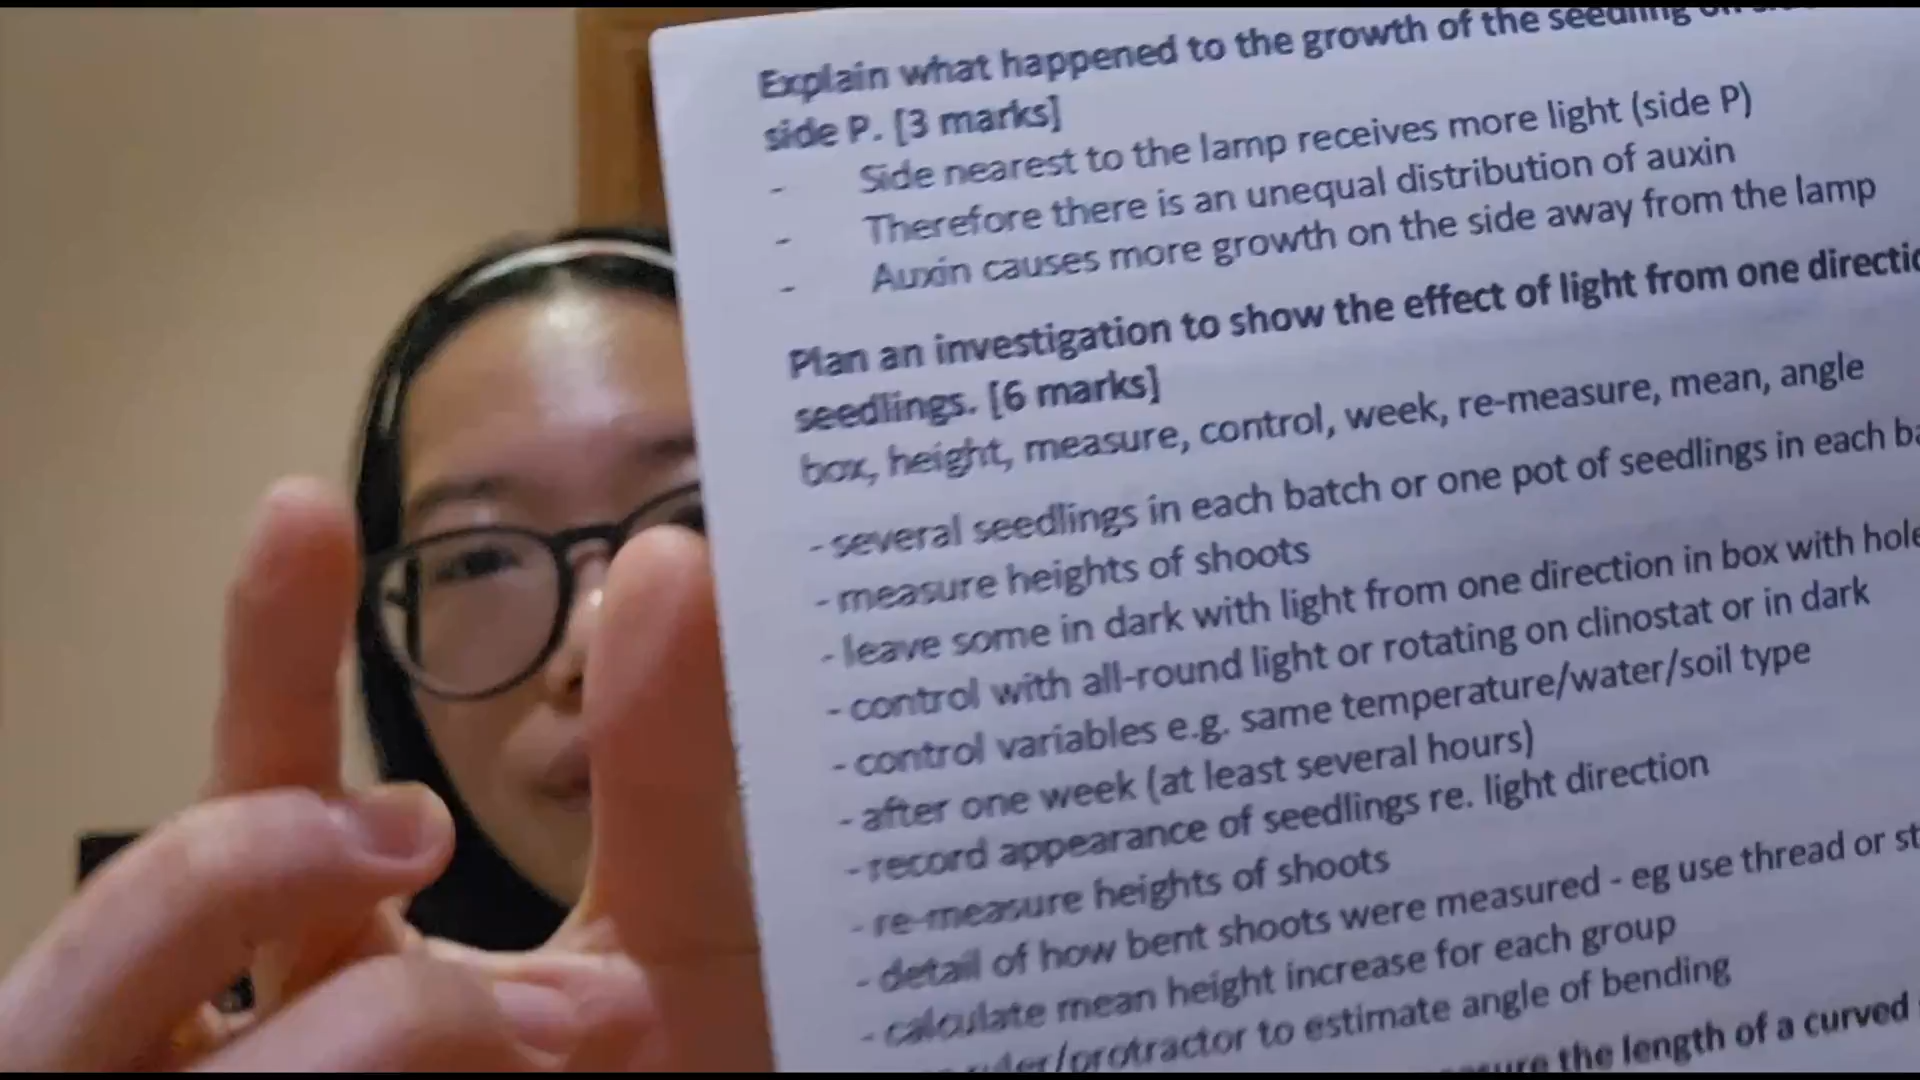 Explain what happened to the growth of the seedling on
side P. [3 marks]
- Side nearest to the lamp receives more light (side P)
- Therefore there is an unequal distribution of auxin
- Auxin causes more growth on the side away from the lamp
Plan an investigation to show the effect of light from one
seedlings. [6 marks]
box, height, measure, control, week, re-measure, mean, angle
- several seedlings in each batch or one pot of seedlings in each
- measure heights of shoots
- leave some in dark with light from one direction in box with
- control with all-round light or rotating on clinostat or in dark
- control variables e.g. same temperature/water/soil type
- after one week (at least several hours)
- record appearance of seedlings re. light direction
- re-measure heights of shoots
- detail of how bent shoots were measured - eg use thread or
- calculate mean height increase for each group
/protractor to estimate angle of bending
the length of a curved